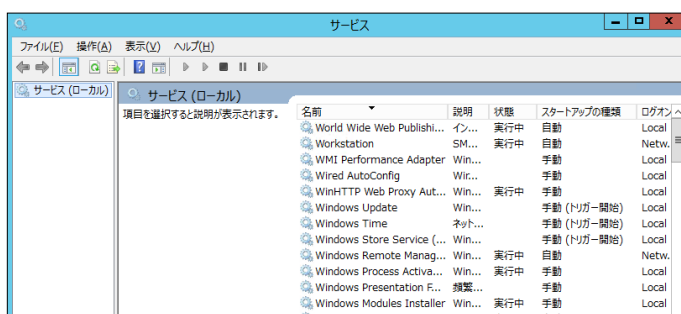 サービス
ファイル(F) 操作(A) 表示(V) ヘルプ(H)
サービス (ローカル)
サービス (ローカル)
項目を選択すると説明が表示されます。
名前 説明 状態 スタートアップの種類 ログオン
World Wide Web Publishi... イン... 実行中 自動 Local
Workstation SM... 実行中 自動 Netw.
WMI Performance Adapter Win... 手動 Local
Wired AutoConfig Wir... 手動 Local
WinHTTP Web Proxy Aut... Win... 実行中 手動 Local
Windows Update Win... 手動 (トリガー開始) Local
Windows Time ネット... 手動 (トリガー開始) Local
Windows Store Service (... Win... 手動 (トリガー開始) Local
Windows Remote Manag... Win... 実行中 自動 Netw.
Windows Process Activa... Win... 実行中 手動 Local
Windows Presentation F... 頻繁... 手動 Local
Windows Modules Installer Win... 実行中 手動 Local